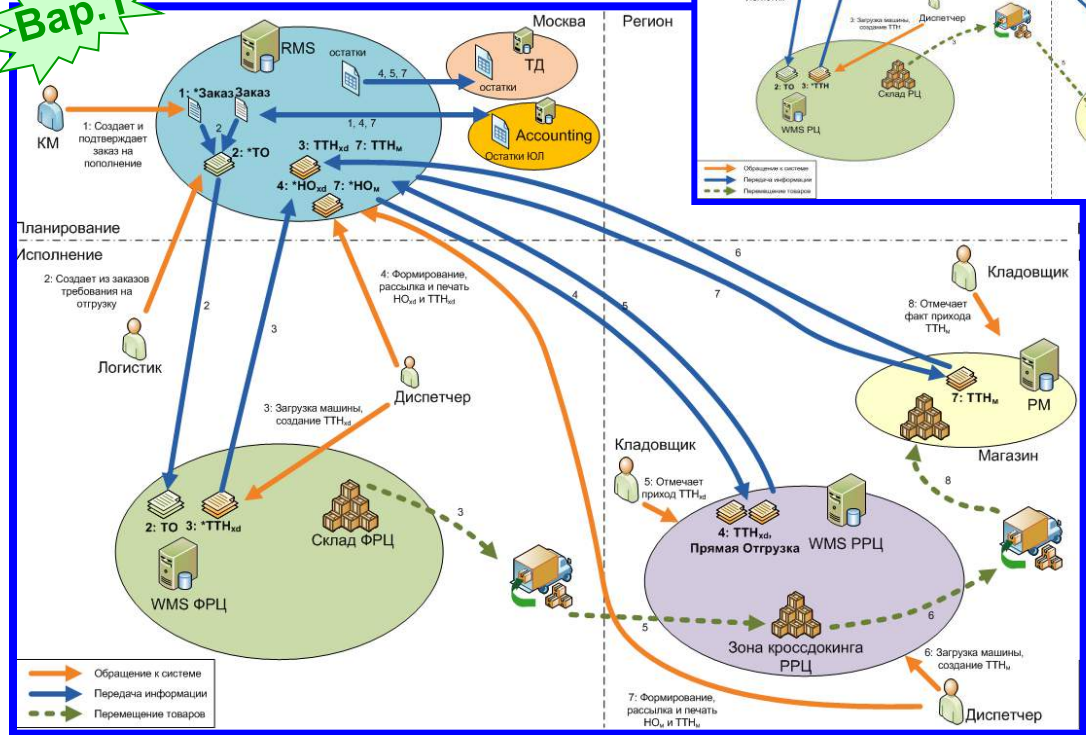 Вар. 1
Москва
Регион
RMS
остатки
ТД
остатки
4, 5, 7
1: *Заказ Заказ
КМ
1: Создает и
подтверждает
заказ на
пополнение
2
2: *ТО
1, 4, 7
Accounting
Остатки ЮЛ
3: ТТНxd 7: ТТНм
4: *НОxd 7: *НОм
Планирование
Исполнение
2: Создает из заказов
требования на
отгрузку
Логистик
2
3
4: Формирование,
рассылка и печать
НОxd и ТТНxd
Диспетчер
3: Загрузка машины,
создание ТТНxd
4
5
6
7
2: ТО 3: *ТТНxd
WMS ФРЦ
Склад ФРЦ
3
5
Кладовщик
5: Отмечает
приход ТТНxd
4: ТТНxd,
Прямая Отгрузка
WMS РРЦ
Зона кроссдокинга
РРЦ
6
8
Кладовщик
8: Отмечает
факт прихода
ТТНм
7: ТТНм
РМ
Магазин
6: Загрузка машины,
создание ТТНм
Диспетчер
7: Формирование,
рассылка и печать
НОм и ТТНм
Обращение к системе
Передача информации
Перемещение товаров
Диспетчер
3: Загрузка машины,
создание ТТН
2: ТО 3: *ТТН
WMS РЦ
Склад РЦ
3
5
Обращение к системе
Передача информации
Перемещение товаров